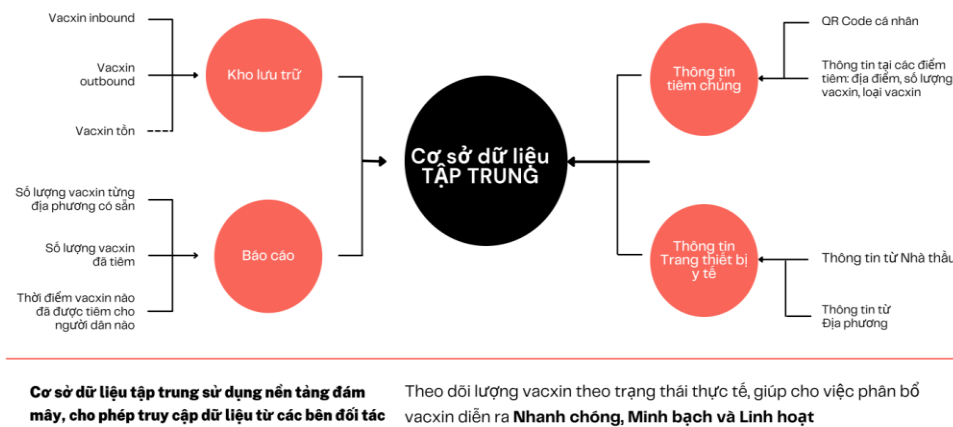 Vacxin inbound
Vacxin
outbound
Vacxin tồn
Kho lưu trữ
Số lượng vacxin từng
địa phương có sẵn
Số lượng vacxin
đã tiêm
Thời điểm vacxin nào
đã được tiêm cho
người dân nào
Báo cáo
Cơ sở dữ liệu
TẬP TRUNG
Thông tin
tiêm chủng
QR Code cá nhân
Thông tin tại các điểm
tiêm: địa điểm, số lượng
vacxin, loại vacxin
Thông tin
Trang thiết bị
y tế
Thông tin từ Nhà thầu
Thông tin từ
Địa phương
Cơ sở dữ liệu tập trung sử dụng nền tảng đám
mây, cho phép truy cập dữ liệu từ các bên đối tác
Theo dõi lượng vacxin theo trạng thái thực tế, giúp cho việc phân bổ
vacxin diễn ra Nhanh chóng, Minh bạch và Linh hoạt